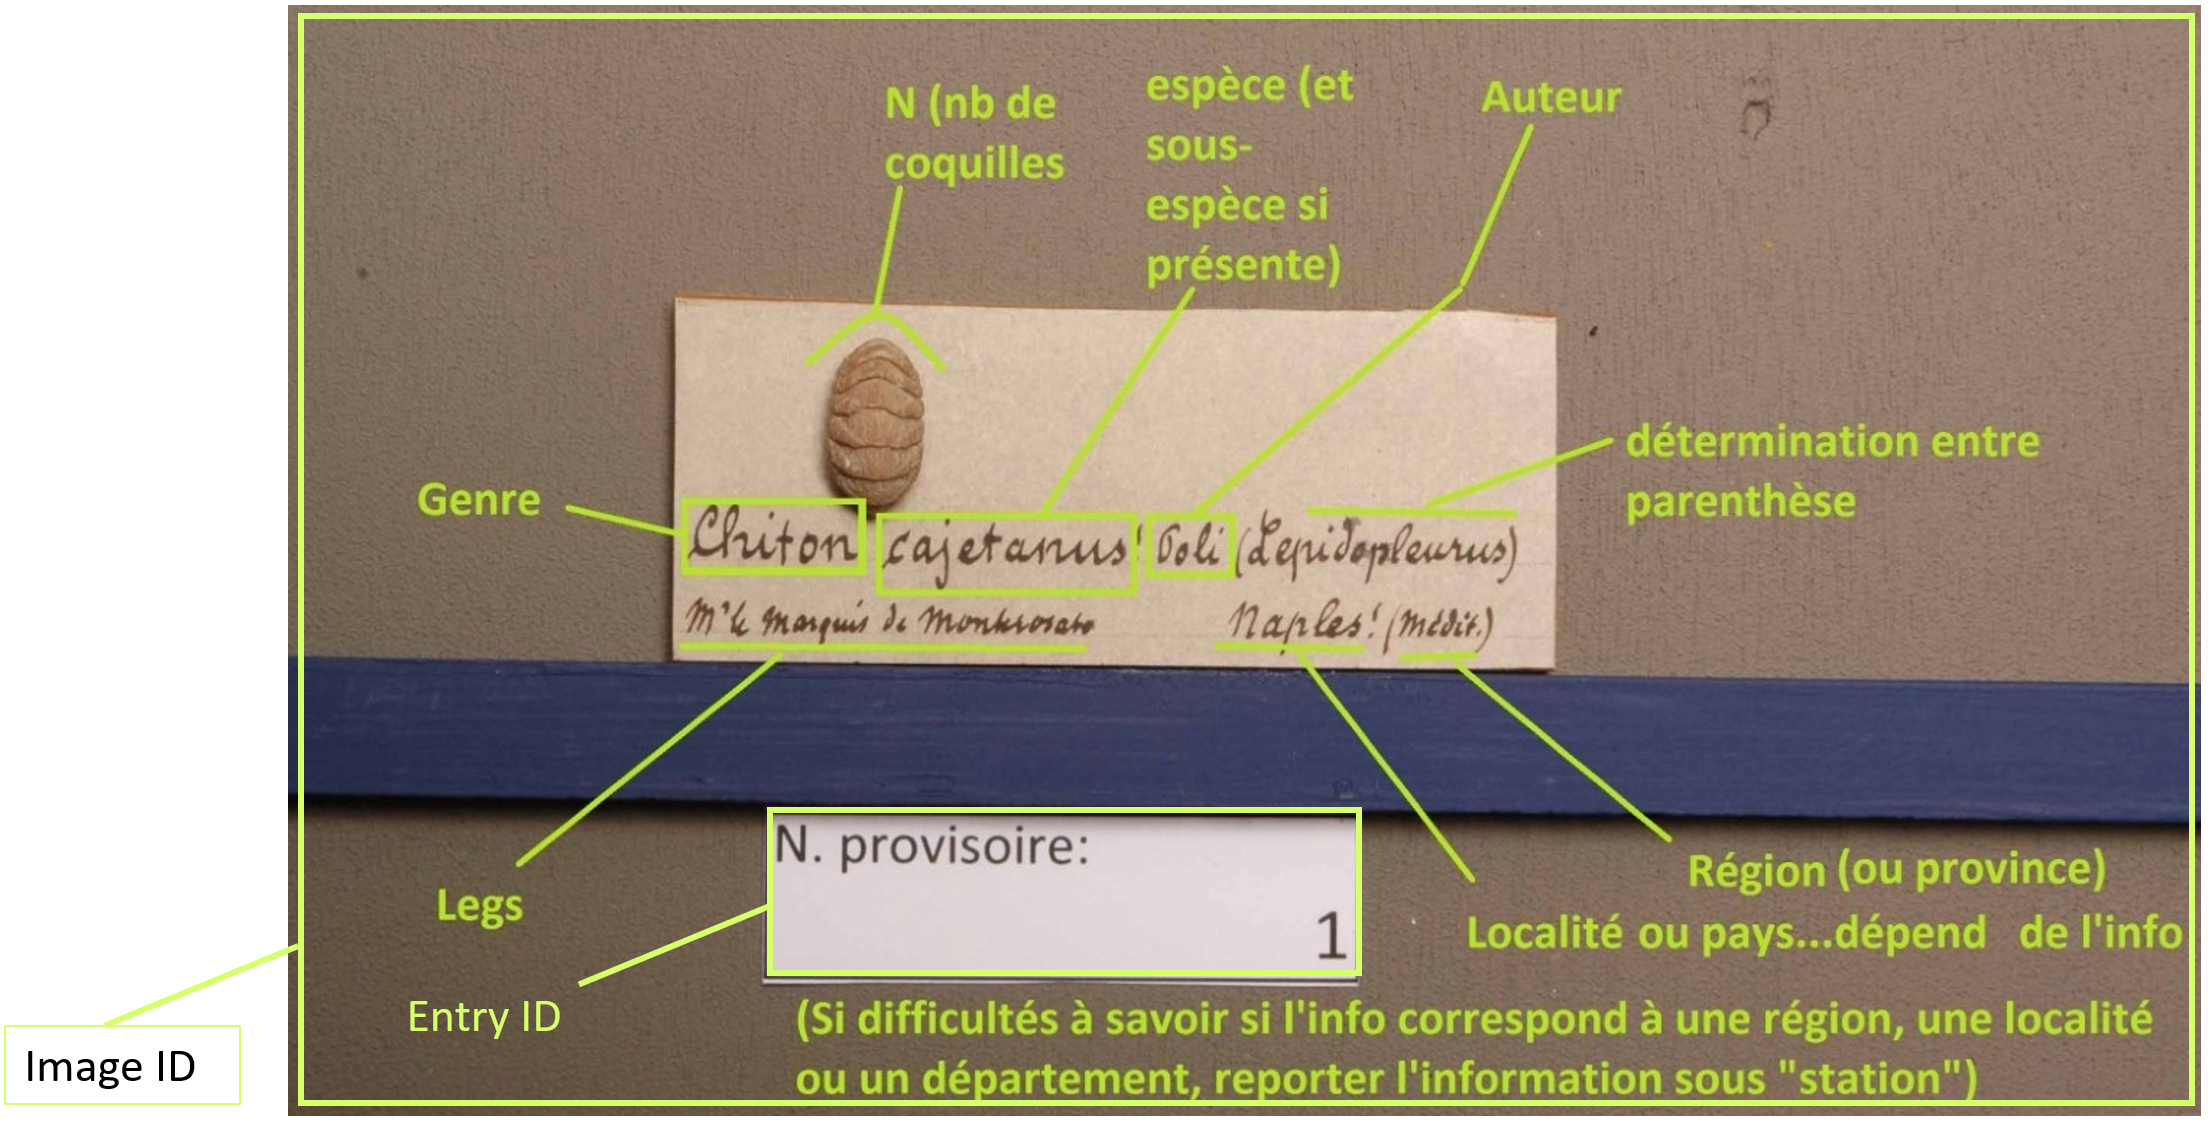 N (nb de
coquilles
espèce (et
sous-
espèce si
présente)
Auteur
détermination entre
parenthèse
Genre
Chiton cajetanus! Poli (Lepidopleurus)
Mr le Marquis de Monterosato
Naples! (Médit.)
Legs
N. provisoire:
1
Région (ou province)
Localité ou pays...dépend de l'info
Entry ID
Image ID
(Si difficultés à savoir si l'info correspond à une région, une localité
ou un département, reporter l'information sous "station")